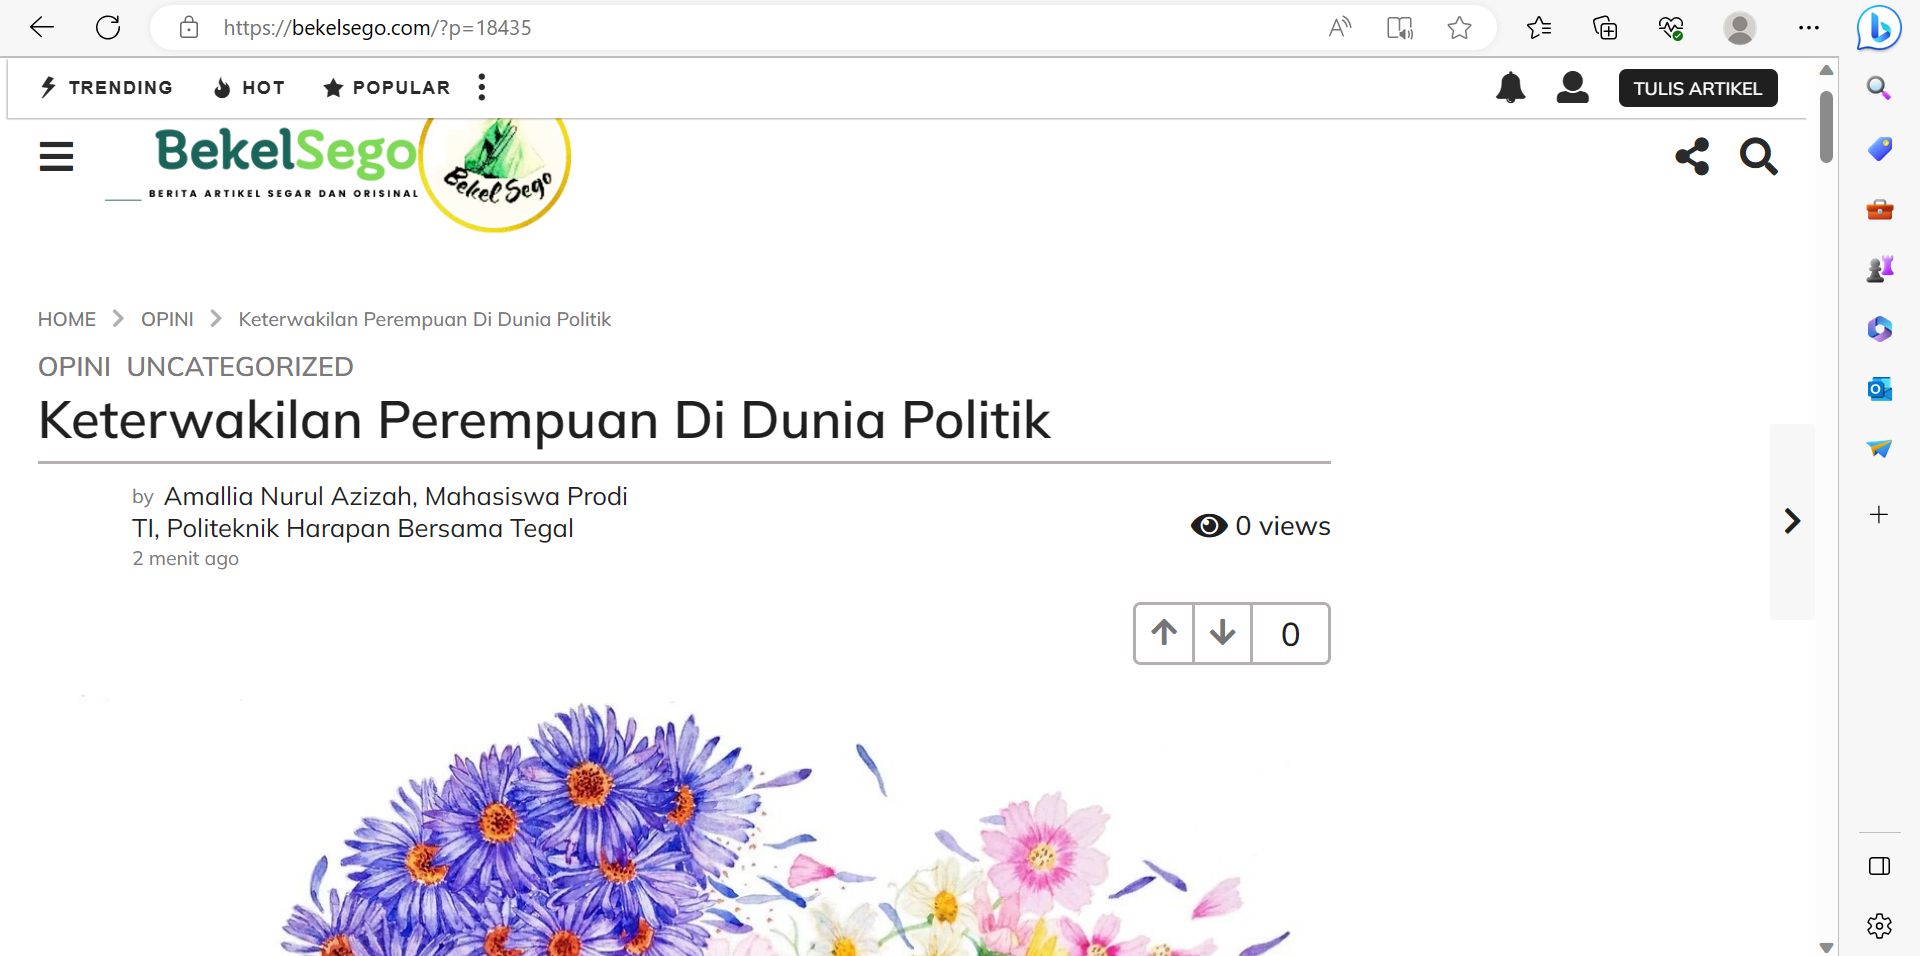 https://bekelsego.com/?p=18435
TRENDING HOT POPULAR
TULIS ARTIKEL
BekelSego
BERITA ARTIKEL SEGAR DAN ORISINAL
Bekel Sego
HOME OPINI Keterwakilan Perempuan Di Dunia Politik
OPINI UNCATEGORIZED
Keterwakilan Perempuan Di Dunia Politik
by Amallia Nurul Azizah, Mahasiswa Prodi
TI, Politeknik Harapan Bersama Tegal
2 menit ago
0 views
0